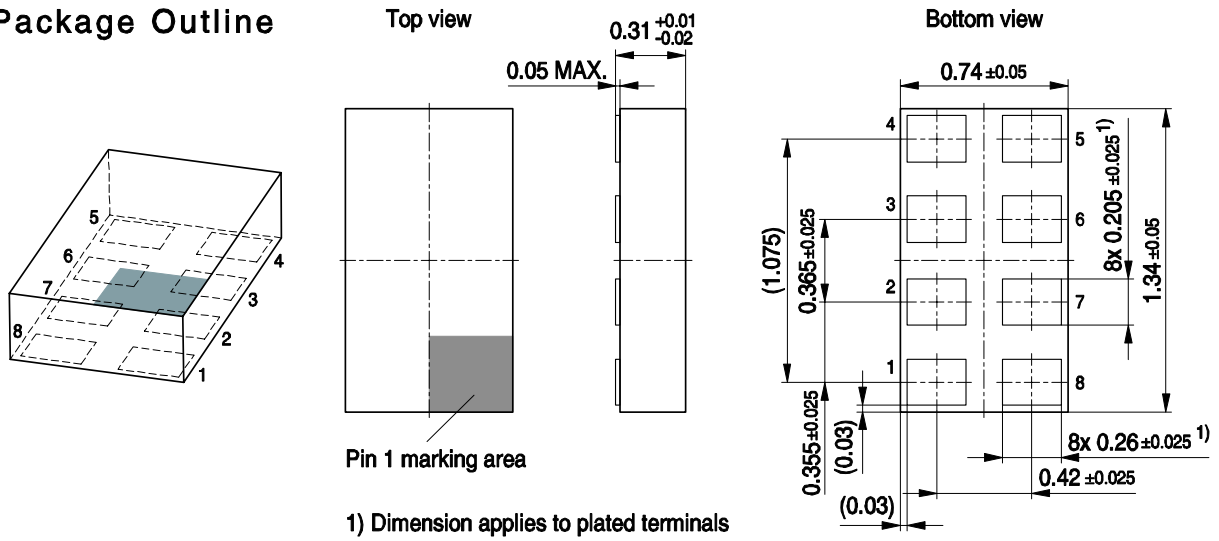 Package Outline
Top view
Bottom view
0.31 +0.01 -0.02
0.05 MAX.
0.74 ±0.05
5
6
7
8
4
3
2
1
4
3
2
1
5
6
7
8
(1.075)
0.365±0.025
0.355±0.025
(0.03)
8x 0.205 ±0.025 1)
1.34 ±0.05
8x 0.26 ±0.025 1)
0.42 ±0.025
(0.03)
Pin 1 marking area
1) Dimension applies to plated terminals